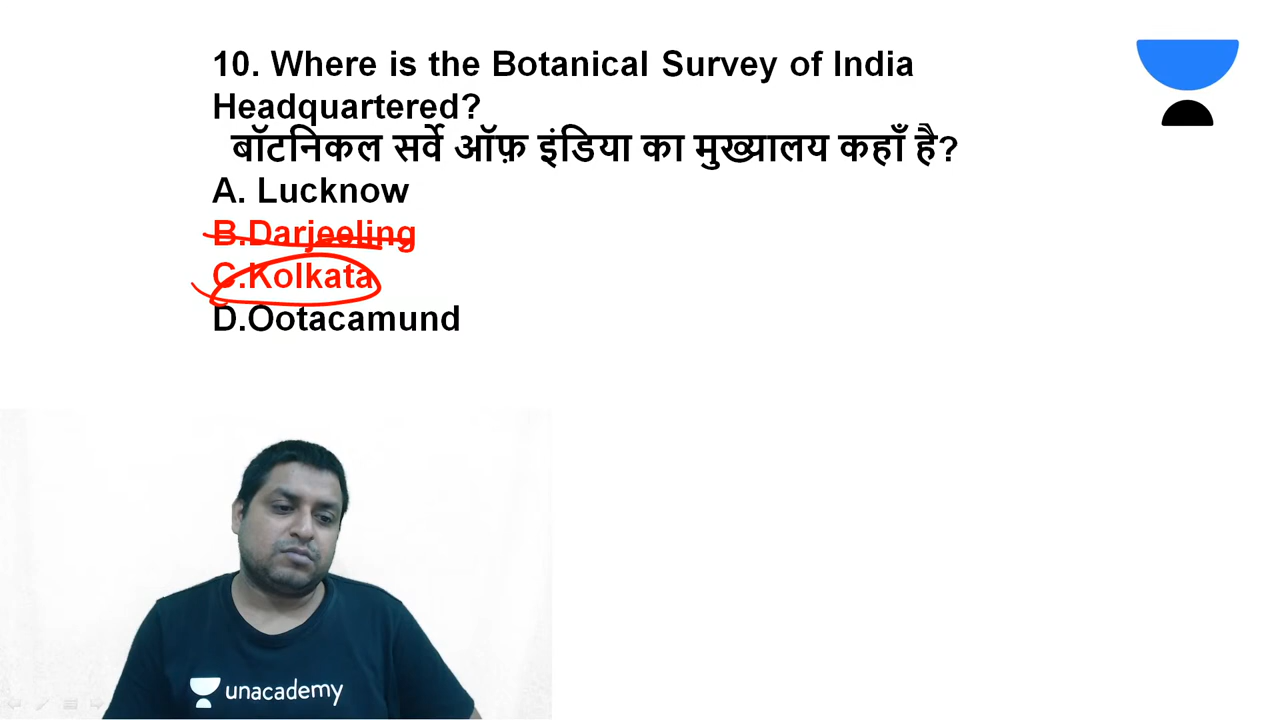 10. Where is the Botanical Survey of India
Headquartered?
बॉटनिकल सर्वे ऑफ़ इंडिया का मुख्यालय कहाँ है?
A. Lucknow
B.Darjeeling
C.Kolkata
D.Ootacamund
unacademy